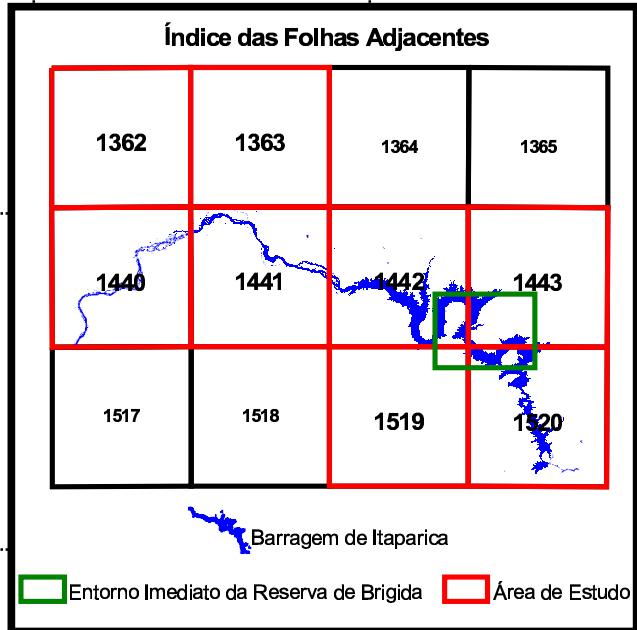 Índice das Folhas Adjacentes
1362 1363 1364 1365
1440 1441 1442 1443
1517 1518 1519 1520
Barragem de Itaparica
Entorno Imediato da Reserva de Brigida Área de Estudo